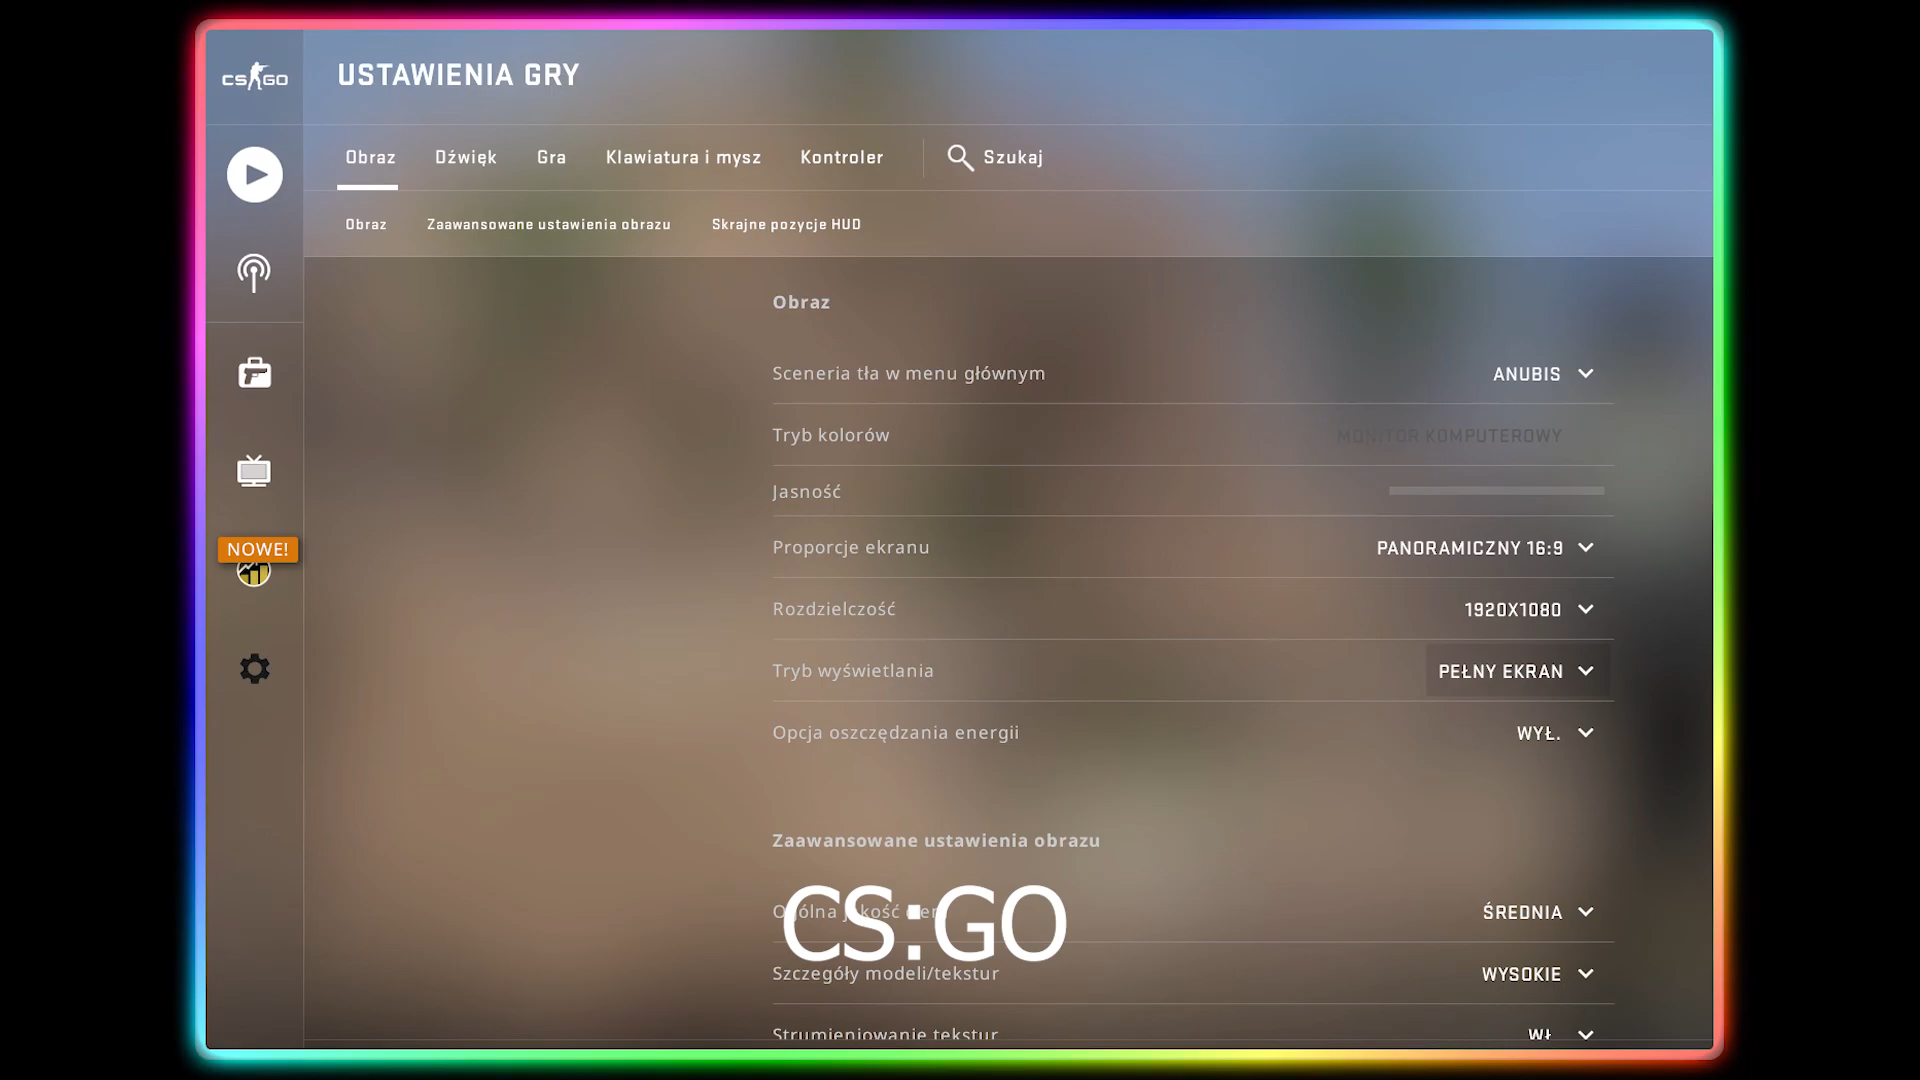 CS GO
USTAWIENIA GRY
Obraz Dźwięk Gra Klawiatura i mysz Kontroler Szukaj
Obraz Zaawansowane ustawienia obrazu Skrajne pozycje HUD
Obraz
Sceneria tła w menu głównym ANUBIS
Tryb kolorów MONITOR KOMPUTEROWY
Jasność
Proporcje ekranu PANORAMICZNY 16:9
NOWE!
Rozdzielczość 1920X1080
Tryb wyświetlania PEŁNY EKRAN
Opcja oszczędzania energii WYŁ.
Zaawansowane ustawienia obrazu
ŚREDNIA
CS:GO
Szczegóły modeli/tekstur WYSOKIE
Strumieniowanie tekstur WŁ